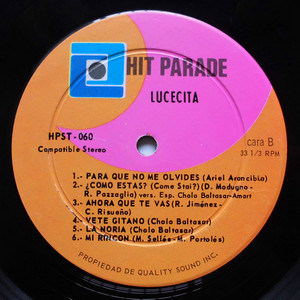 HIT PARADE
LUCECITA
HPST-060
Compatible Stereo
cara B
33 1/3 RPM
1.- PARA QUE NO ME OLVIDES (Ariel Arancibia)
2.- ¿COMO ESTAS? (Come Stai?) (D. Modugno-
R. Pazzaglia) vers. Esp. Cholo Baltasar-Amart
3.- AHORA QUE TE VAS (R. Jiménez -
C. Risueño)
4.- VETE GITANO (Cholo Baltasar)
5.- LA NORIA (Cholo Baltasar)
6.- MI RINCON (M. Sellés - M. Portolés)
PROPIEDAD DE QUALITY SOUND INC.